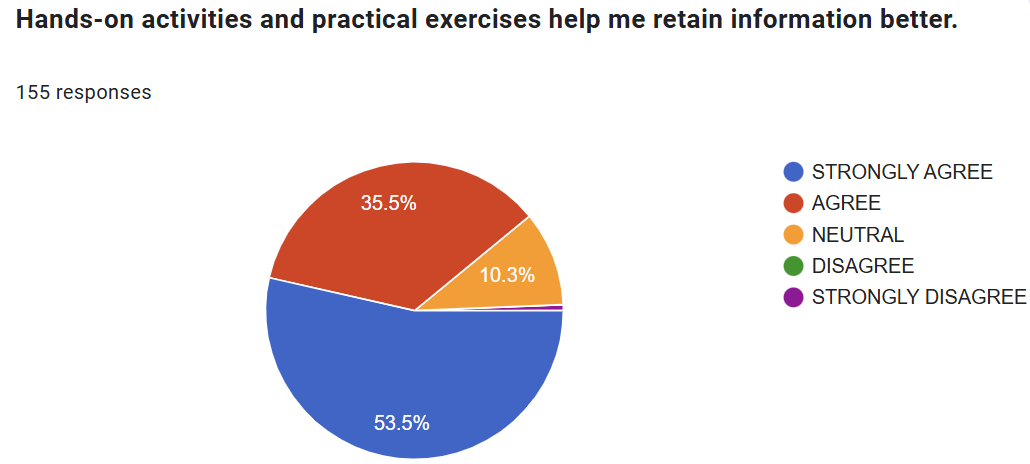 Hands-on activities and practical exercises help me retain information better.
155 responses
35.5%
10.3%
53.5%
STRONGLY AGREE
AGREE
NEUTRAL
DISAGREE
STRONGLY DISAGREE